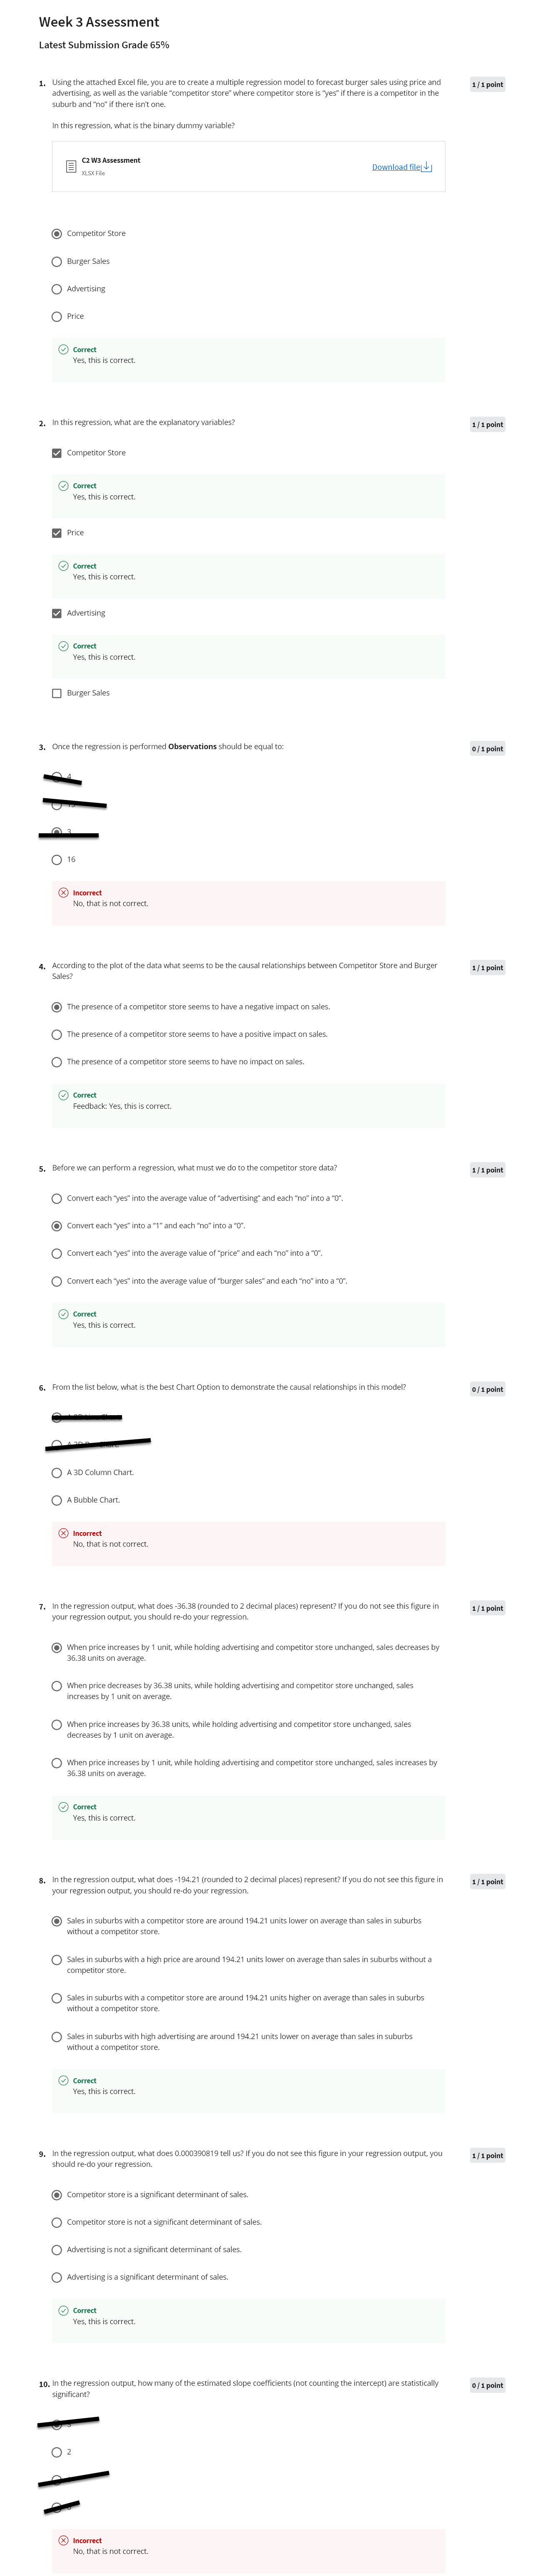 Week 3 Assessment
Latest Submission Grade 65%
1. Using the attached Excel file, you are to create a multiple regression model to forecast burger sales using price and
advertising, as well as the variable “competitor store” where competitor store is “yes” if there is a competitor in the
suburb and “no” if there isn’t one.
1 / 1 point
In this regression, what is the binary dummy variable?
C2 W3 Assessment
XLSX File
Download file
Competitor Store
Burger Sales
Advertising
Price
Correct
Yes, this is correct.
2. In this regression, what are the explanatory variables?
1 / 1 point
Competitor Store
Correct
Yes, this is correct.
Price
Correct
Yes, this is correct.
Advertising
Correct
Yes, this is correct.
Burger Sales
3. Once the regression is performed Observations should be equal to:
0 / 1 point
4
3
16
Incorrect
No, that is not correct.
4. According to the plot of the data what seems to be the causal relationships between Competitor Store and Burger
Sales?
1 / 1 point
The presence of a competitor store seems to have a negative impact on sales.
The presence of a competitor store seems to have a positive impact on sales.
The presence of a competitor store seems to have no impact on sales.
Correct
Feedback: Yes, this is correct.
5. Before we can perform a regression, what must we do to the competitor store data?
1 / 1 point
Convert each “yes” into the average value of “advertising” and each “no” into a “0”.
Convert each “yes” into a “1” and each “no” into a “0”.
Convert each “yes” into the average value of “price” and each “no” into a “0”.
Convert each “yes” into the average value of “burger sales” and each “no” into a “0”.
Correct
Yes, this is correct.
6. From the list below, what is the best Chart Option to demonstrate the causal relationships in this model?
0 / 1 point
A 3D Column Chart.
A Bubble Chart.
Incorrect
No, that is not correct.
7. In the regression output, what does -36.38 (rounded to 2 decimal places) represent? If you do not see this figure in
your regression output, you should re-do your regression.
1 / 1 point
When price increases by 1 unit, while holding advertising and competitor store unchanged, sales decreases by
36.38 units on average.
When price decreases by 36.38 units, while holding advertising and competitor store unchanged, sales
increases by 1 unit on average.
When price increases by 36.38 units, while holding advertising and competitor store unchanged, sales
decreases by 1 unit on average.
When price increases by 1 unit, while holding advertising and competitor store unchanged, sales increases by
36.38 units on average.
Correct
Yes, this is correct.
8. In the regression output, what does -194.21 (rounded to 2 decimal places) represent? If you do not see this figure in
your regression output, you should re-do your regression.
1 / 1 point
Sales in suburbs with a competitor store are around 194.21 units lower on average than sales in suburbs
without a competitor store.
Sales in suburbs with a high price are around 194.21 units lower on average than sales in suburbs without a
competitor store.
Sales in suburbs with a competitor store are around 194.21 units higher on average than sales in suburbs
without a competitor store.
Sales in suburbs with high advertising are around 194.21 units lower on average than sales in suburbs
without a competitor store.
Correct
Yes, this is correct.
9. In the regression output, what does 0.000390819 tell us? If you do not see this figure in your regression output, you
should re-do your regression.
1 / 1 point
Competitor store is a significant determinant of sales.
Competitor store is not a significant determinant of sales.
Advertising is not a significant determinant of sales.
Advertising is a significant determinant of sales.
Correct
Yes, this is correct.
10. In the regression output, how many of the estimated slope coefficients (not counting the intercept) are statistically
significant?
0 / 1 point
2
Incorrect
No, that is not correct.